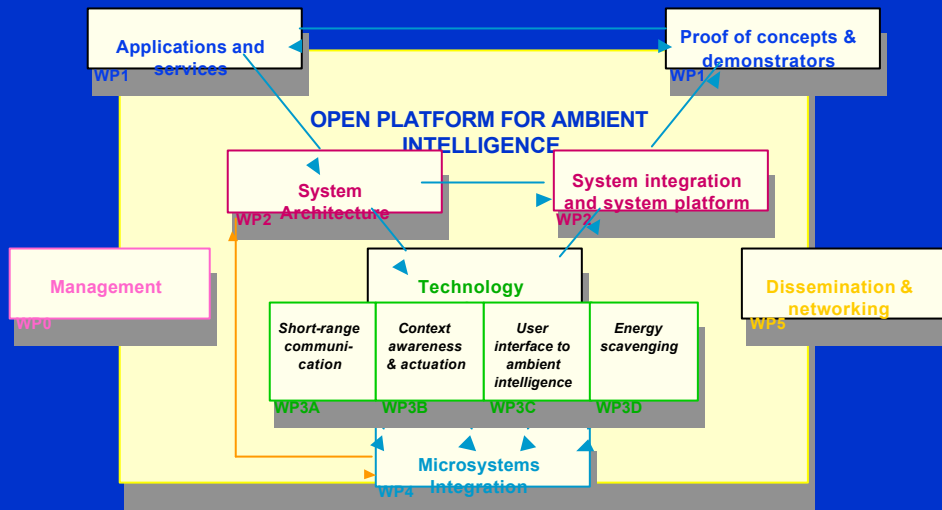 Applications and
services
WP1
Proof of concepts &
demonstrators
WP1
OPEN PLATFORM FOR AMBIENT
INTELLIGENCE
System
Architecture
WP2
System integration
and system platform
WP2
Management
WP0
Technology
Dissemination &
networking
WP5
Short-range
communi-
cation
WP3A
Context
awareness
& actuation
WP3B
User
interface to
ambient
intelligence
WP3C
Energy
scavenging
WP3D
Microsystems
Integration
WP4